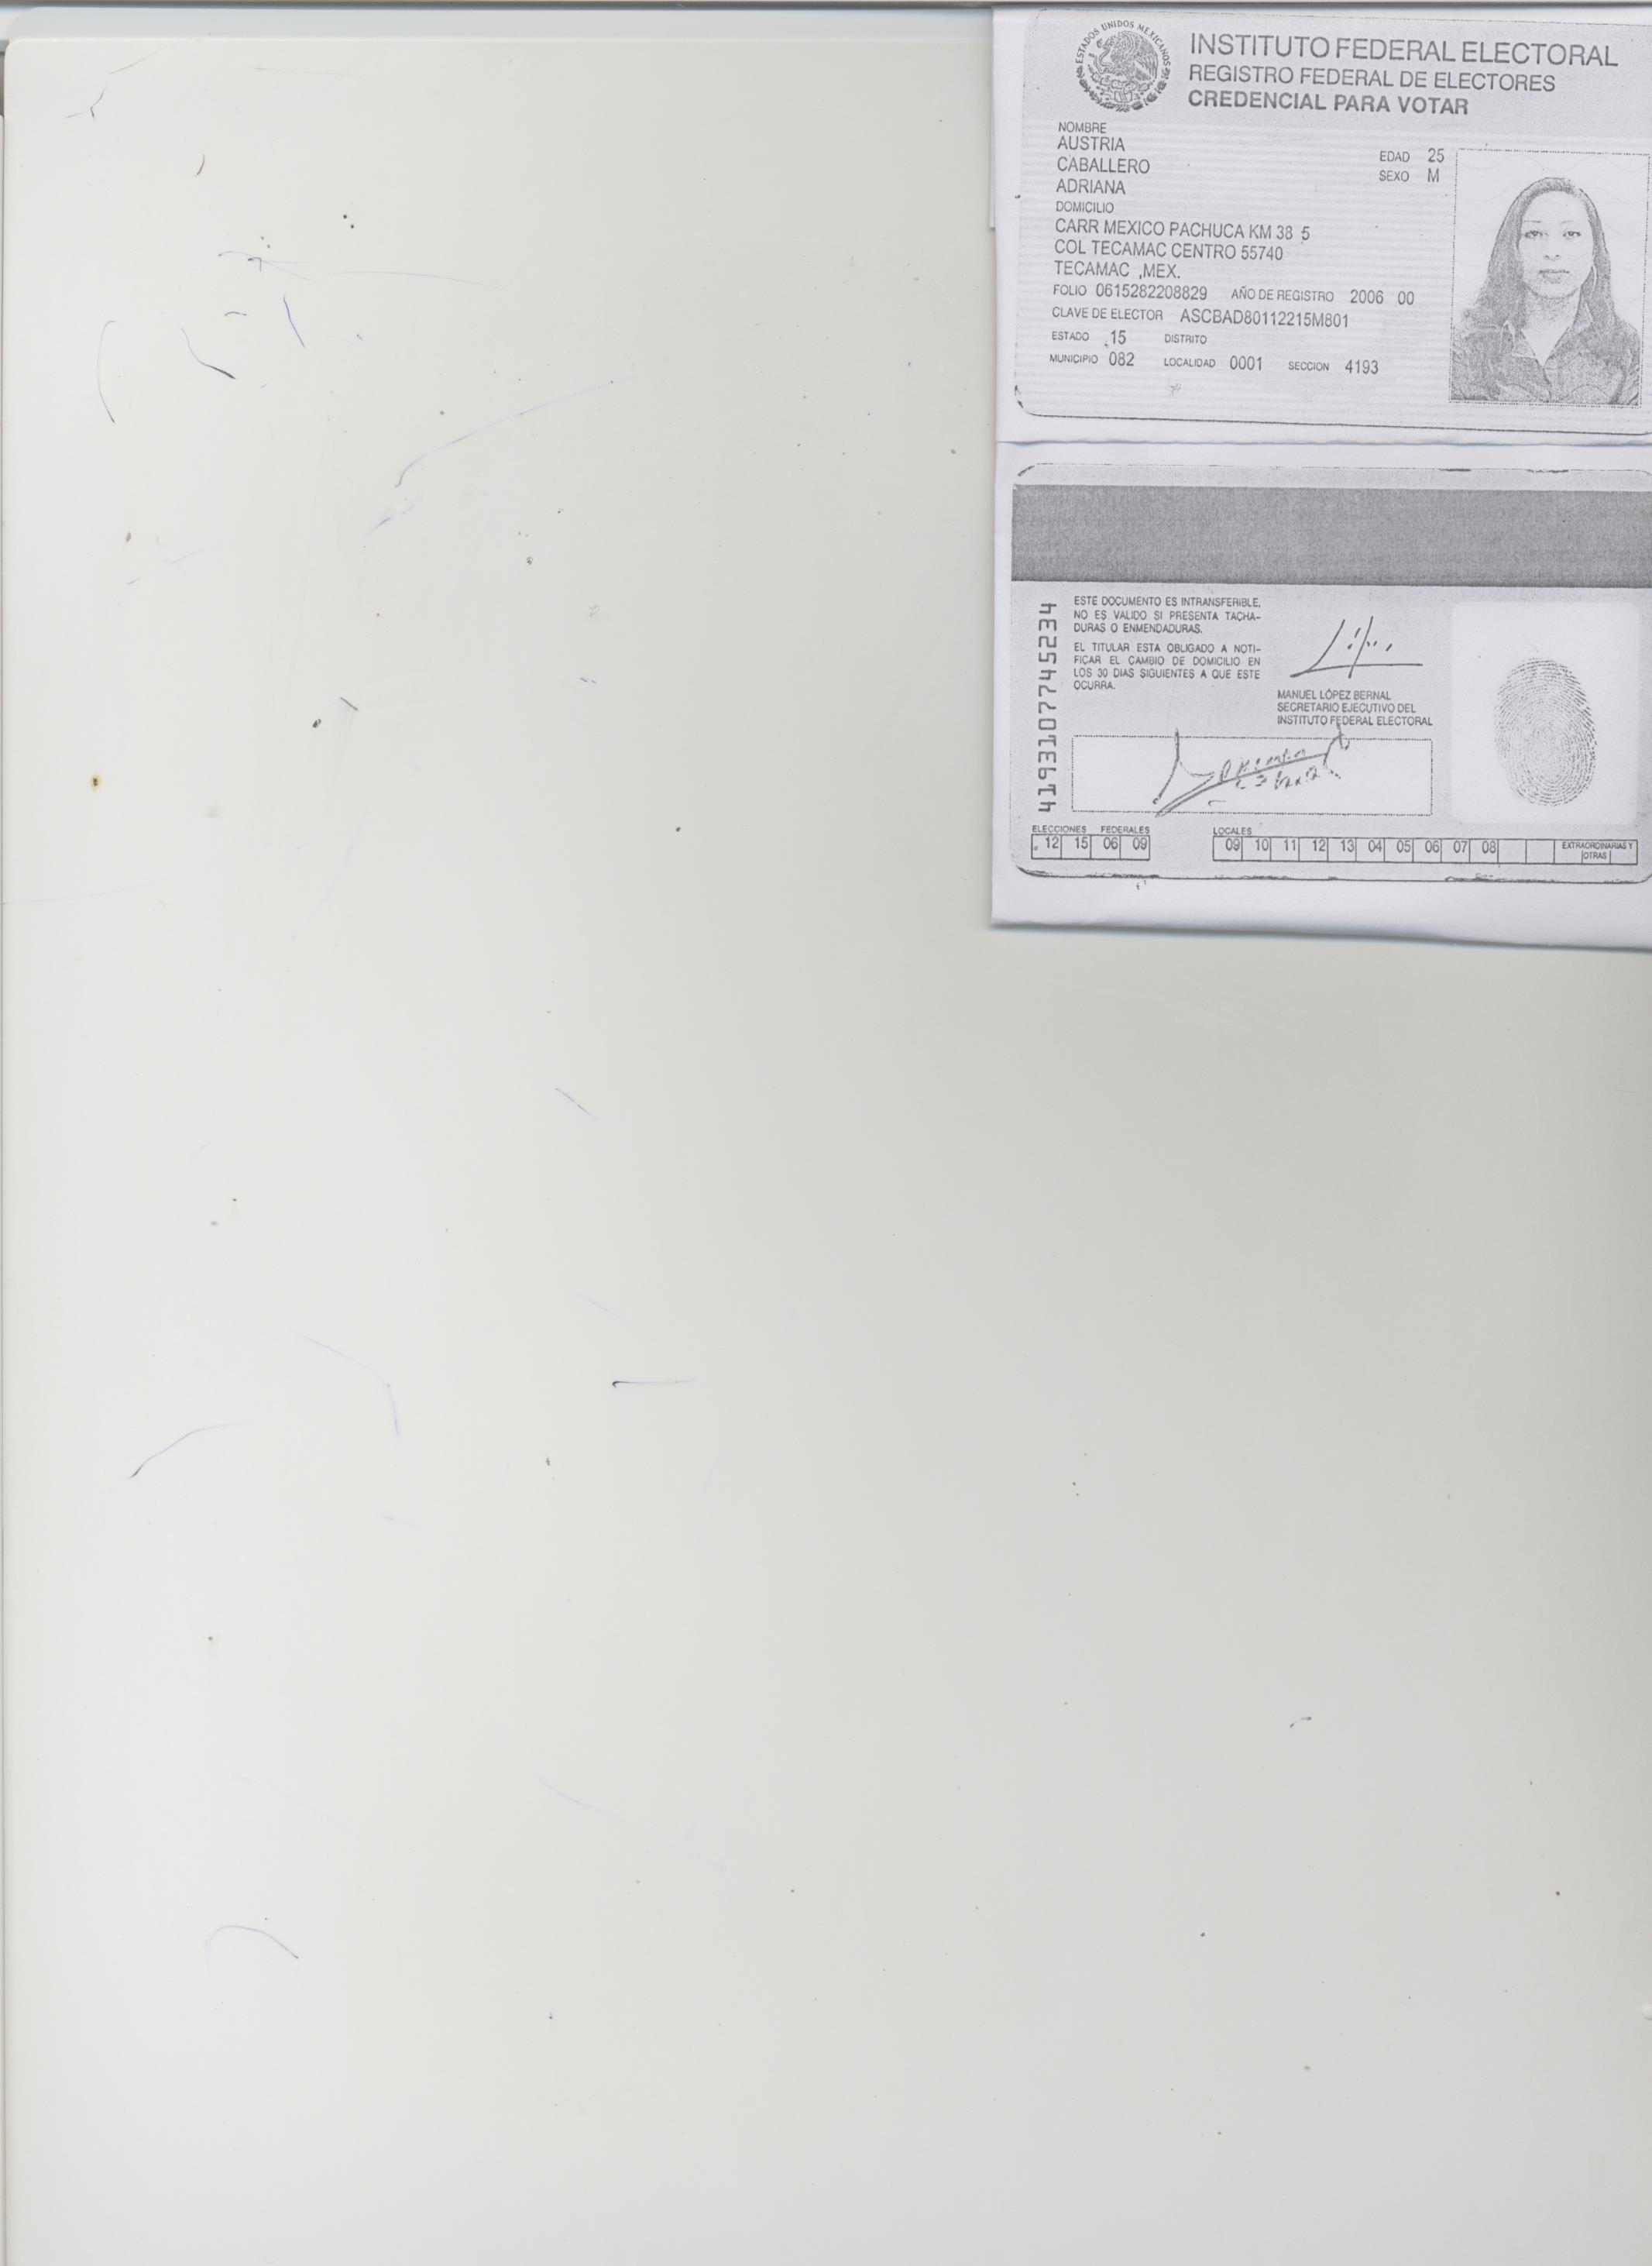 ESTADOS UNIDOS MEXICANOS
INSTITUTO FEDERAL ELECTORAL
REGISTRO FEDERAL DE ELECTORES
CREDENCIAL PARA VOTAR
NOMBRE
AUSTRIA
CABALLERO
ADRIANA
EDAD 25
SEXO M
DOMICILIO
CARR MEXICO PACHUCA KM 38 5
COL TECAMAC CENTRO 55740
TECAMAC ,MEX.
FOLIO 0615282208829 AÑO DE REGISTRO 2006 00
CLAVE DE ELECTOR ASCBAD80112215M801
ESTADO 15 DISTRITO
MUNICIPIO 082 LOCALIDAD 0001 SECCION 4193
4193107745234
ESTE DOCUMENTO ES INTRANSFERIBLE,
NO ES VALIDO SI PRESENTA TACHA-
DURAS O ENMENDADURAS.
EL TITULAR ESTA OBLIGADO A NOTI-
FICAR EL CAMBIO DE DOMICILIO EN
LOS 30 DIAS SIGUIENTES A QUE ESTE
OCURRA.
MANUEL LÓPEZ BERNAL
SECRETARIO EJECUTIVO DEL
INSTITUTO FEDERAL ELECTORAL
ELECCIONES FEDERALES
12 15 06 09
LOCALES
09 10 11 12 13 04 05 06 07 08
EXTRAORDINARIAS Y
OTRAS